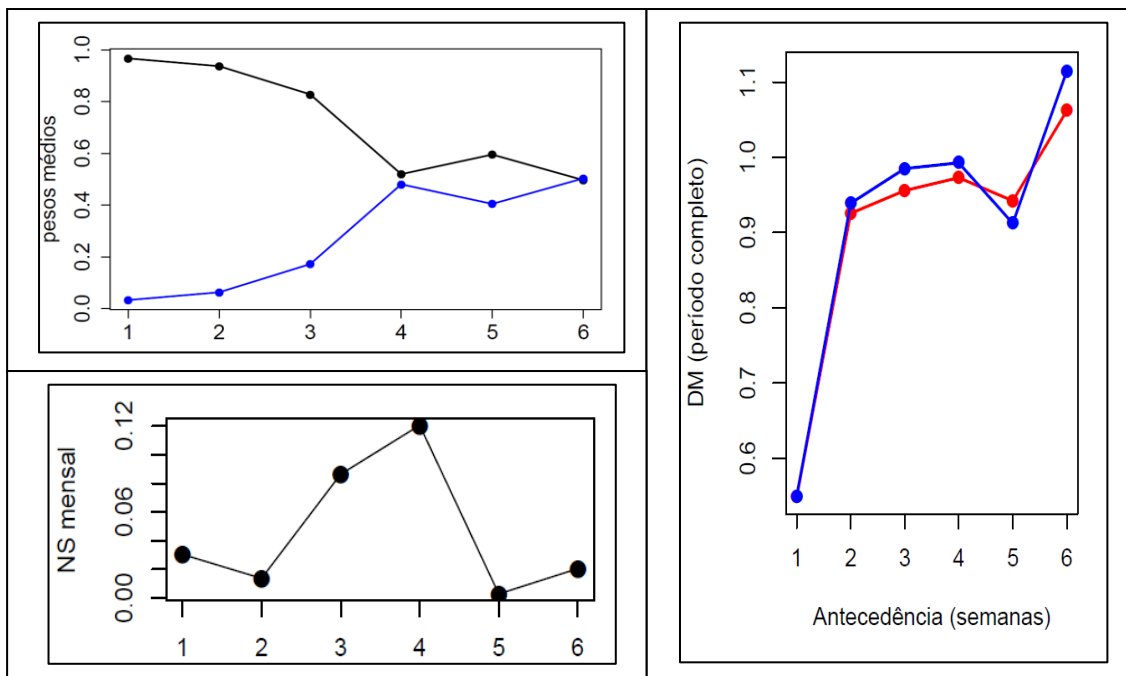 pesos médios
1.0
0.8
0.6
0.4
0.2
0.0
1 2 3 4 5 6
NS mensal
0.12
0.06
0.00
1 2 3 4 5 6
DM (período completo)
1.1
1.0
0.9
0.8
0.7
0.6
1 2 3 4 5 6
Antecedência (semanas)